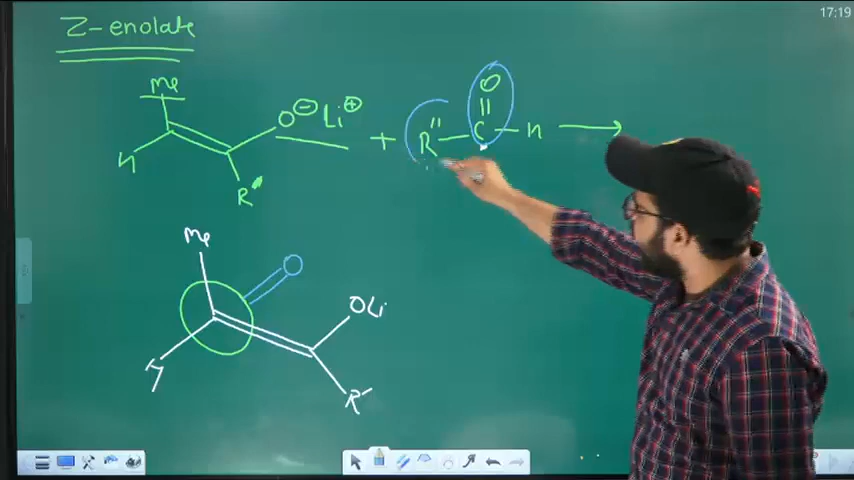 17:19
Z-enolate
Me
O⊖ Li⊕ + R" — C — H →
O
H
R'
Me
O
OLi
H
R'